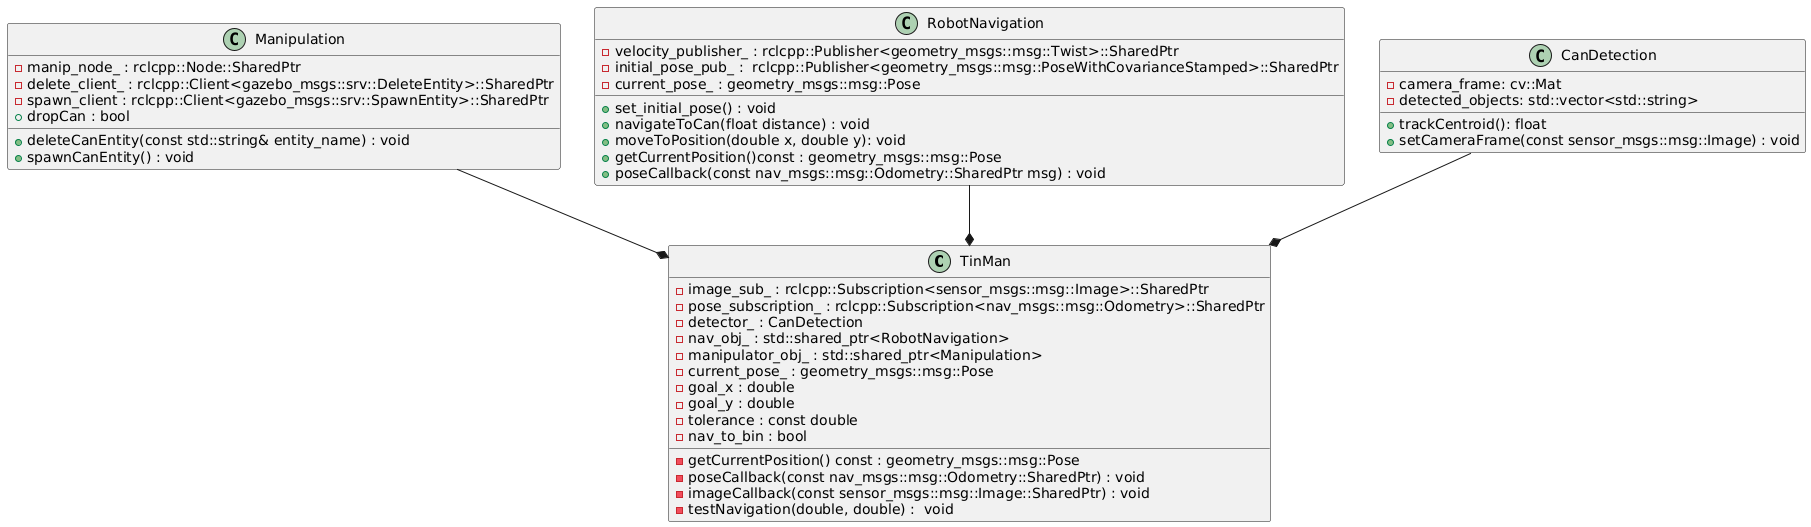 C Manipulation
manip_node_ : rclcpp::Node::SharedPtr
delete_client_ : rclcpp::Client<gazebo_msgs::srv::DeleteEntity>::SharedPtr
spawn_client : rclcpp::Client<gazebo_msgs::srv::SpawnEntity>::SharedPtr
dropCan : bool
deleteCanEntity(const std::string& entity_name) : void
spawnCanEntity() : void
C RobotNavigation
velocity_publisher_ : rclcpp::Publisher<geometry_msgs::msg::Twist>::SharedPtr
initial_pose_pub_ :  rclcpp::Publisher<geometry_msgs::msg::PoseWithCovarianceStamped>::SharedPtr
current_pose_ : geometry_msgs::msg::Pose
set_initial_pose() : void
navigateToCan(float distance) : void
moveToPosition(double x, double y): void
getCurrentPosition()const : geometry_msgs::msg::Pose
poseCallback(const nav_msgs::msg::Odometry::SharedPtr msg) : void
C CanDetection
camera_frame: cv::Mat
detected_objects: std::vector<std::string>
trackCentroid(): float
setCameraFrame(const sensor_msgs::msg::Image) : void
C TinMan
image_sub_ : rclcpp::Subscription<sensor_msgs::msg::Image>::SharedPtr
pose_subscription_ : rclcpp::Subscription<nav_msgs::msg::Odometry>::SharedPtr
detector_ : CanDetection
nav_obj_ : std::shared_ptr<RobotNavigation>
manipulator_obj_ : std::shared_ptr<Manipulation>
current_pose_ : geometry_msgs::msg::Pose
goal_x : double
goal_y : double
tolerance : const double
nav_to_bin : bool
getCurrentPosition() const : geometry_msgs::msg::Pose
poseCallback(const nav_msgs::msg::Odometry::SharedPtr) : void
imageCallback(const sensor_msgs::msg::Image::SharedPtr) : void
testNavigation(double, double) :  void